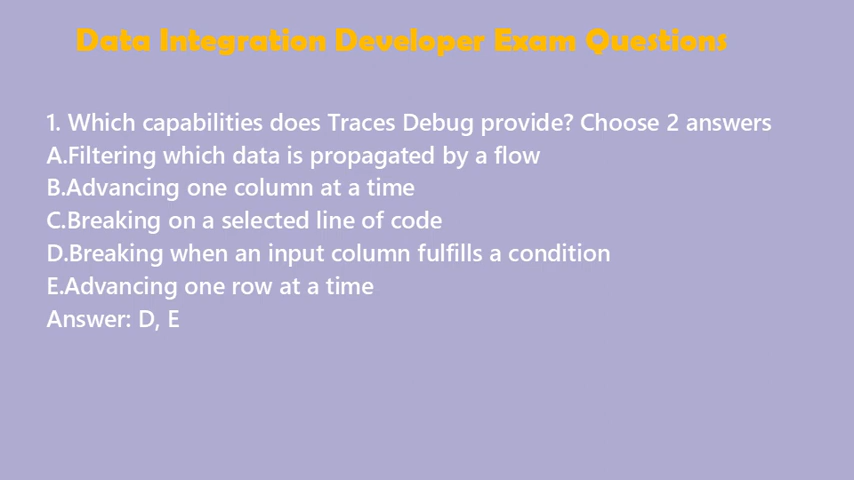 Data Integration Developer Exam Questions
1. Which capabilities does Traces Debug provide? Choose 2 answers
A.Filtering which data is propagated by a flow
B.Advancing one column at a time
C.Breaking on a selected line of code
D.Breaking when an input column fulfills a condition
E.Advancing one row at a time
Answer: D, E